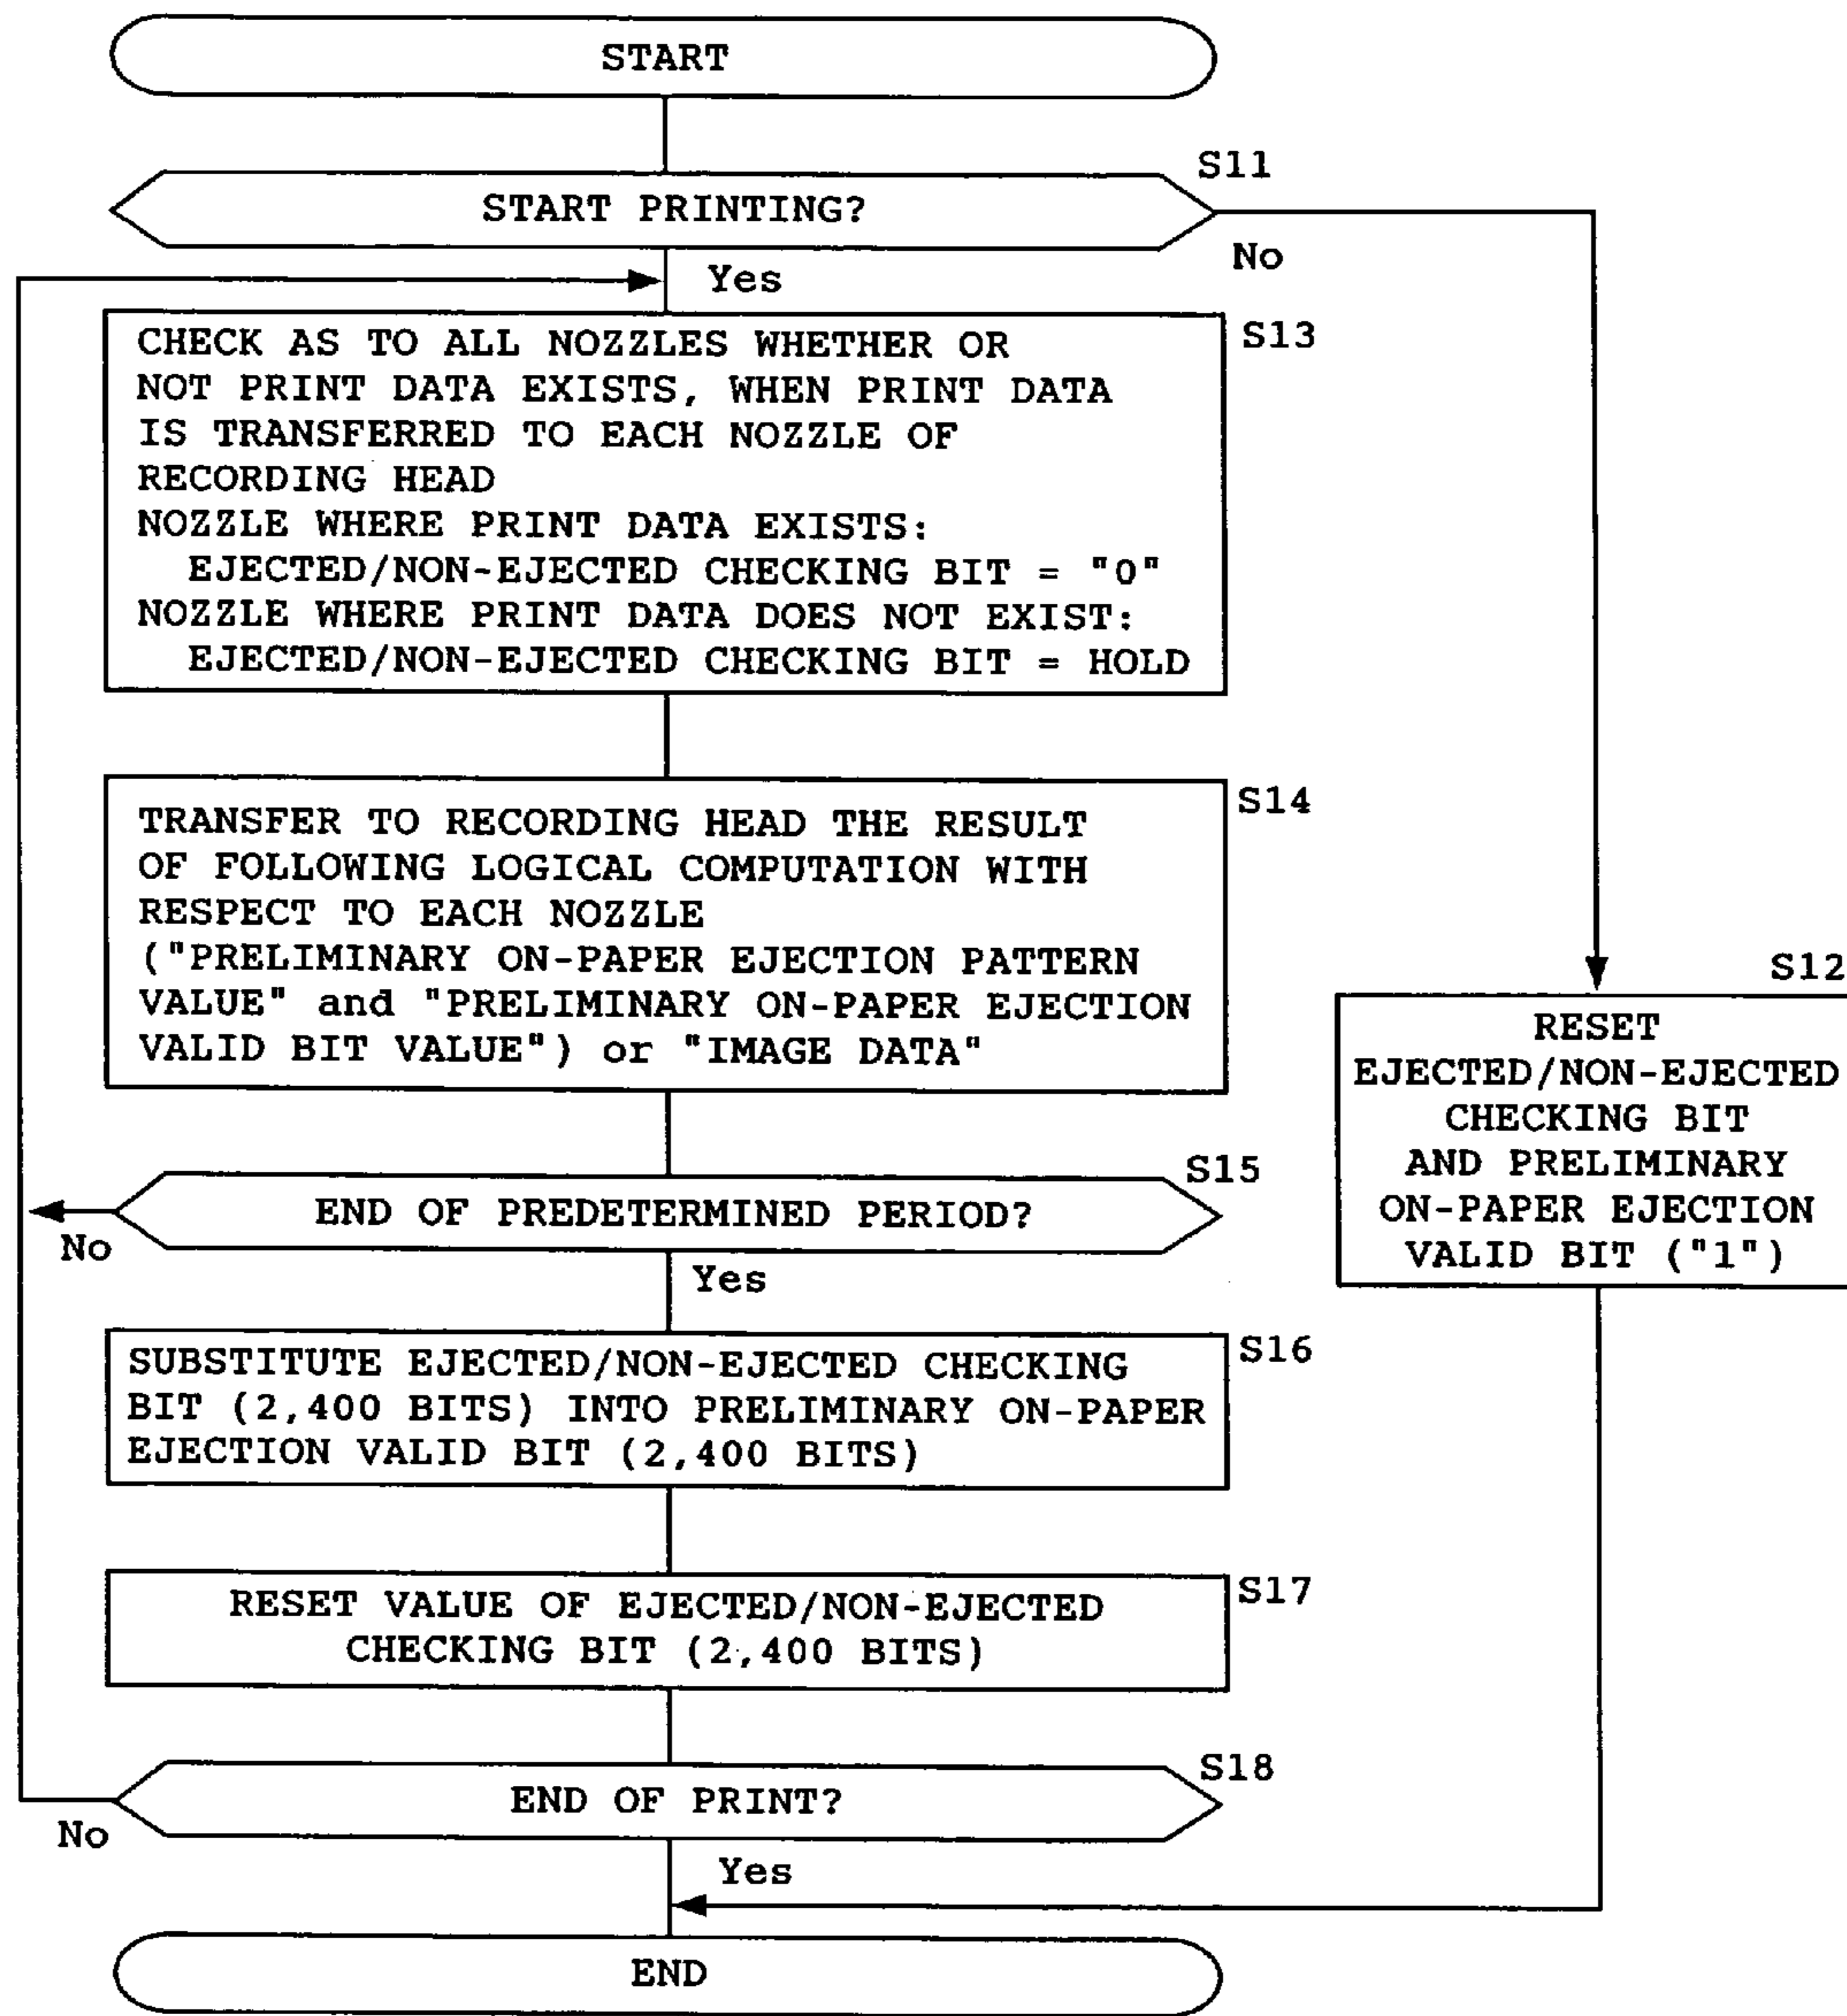 START
S11
START PRINTING?
No
Yes
S13
CHECK AS TO ALL NOZZLES WHETHER OR
NOT PRINT DATA EXISTS, WHEN PRINT DATA
IS TRANSFERRED TO EACH NOZZLE OF
RECORDING HEAD
NOZZLE WHERE PRINT DATA EXISTS:
EJECTED/NON-EJECTED CHECKING BIT = "0"
NOZZLE WHERE PRINT DATA DOES NOT EXIST:
EJECTED/NON-EJECTED CHECKING BIT = HOLD
S14
TRANSFER TO RECORDING HEAD THE RESULT
OF FOLLOWING LOGICAL COMPUTATION WITH
RESPECT TO EACH NOZZLE
("PRELIMINARY ON-PAPER EJECTION PATTERN
VALUE" and "PRELIMINARY ON-PAPER EJECTION
VALID BIT VALUE") or "IMAGE DATA"
S12
RESET
EJECTED/NON-EJECTED
CHECKING BIT
AND PRELIMINARY
ON-PAPER EJECTION
VALID BIT ("1")
S15
END OF PREDETERMINED PERIOD?
No
Yes
S16
SUBSTITUTE EJECTED/NON-EJECTED CHECKING
BIT (2,400 BITS) INTO PRELIMINARY ON-PAPER
EJECTION VALID BIT (2,400 BITS)
S17
RESET VALUE OF EJECTED/NON-EJECTED
CHECKING BIT (2,400 BITS)
S18
END OF PRINT?
No
Yes
END